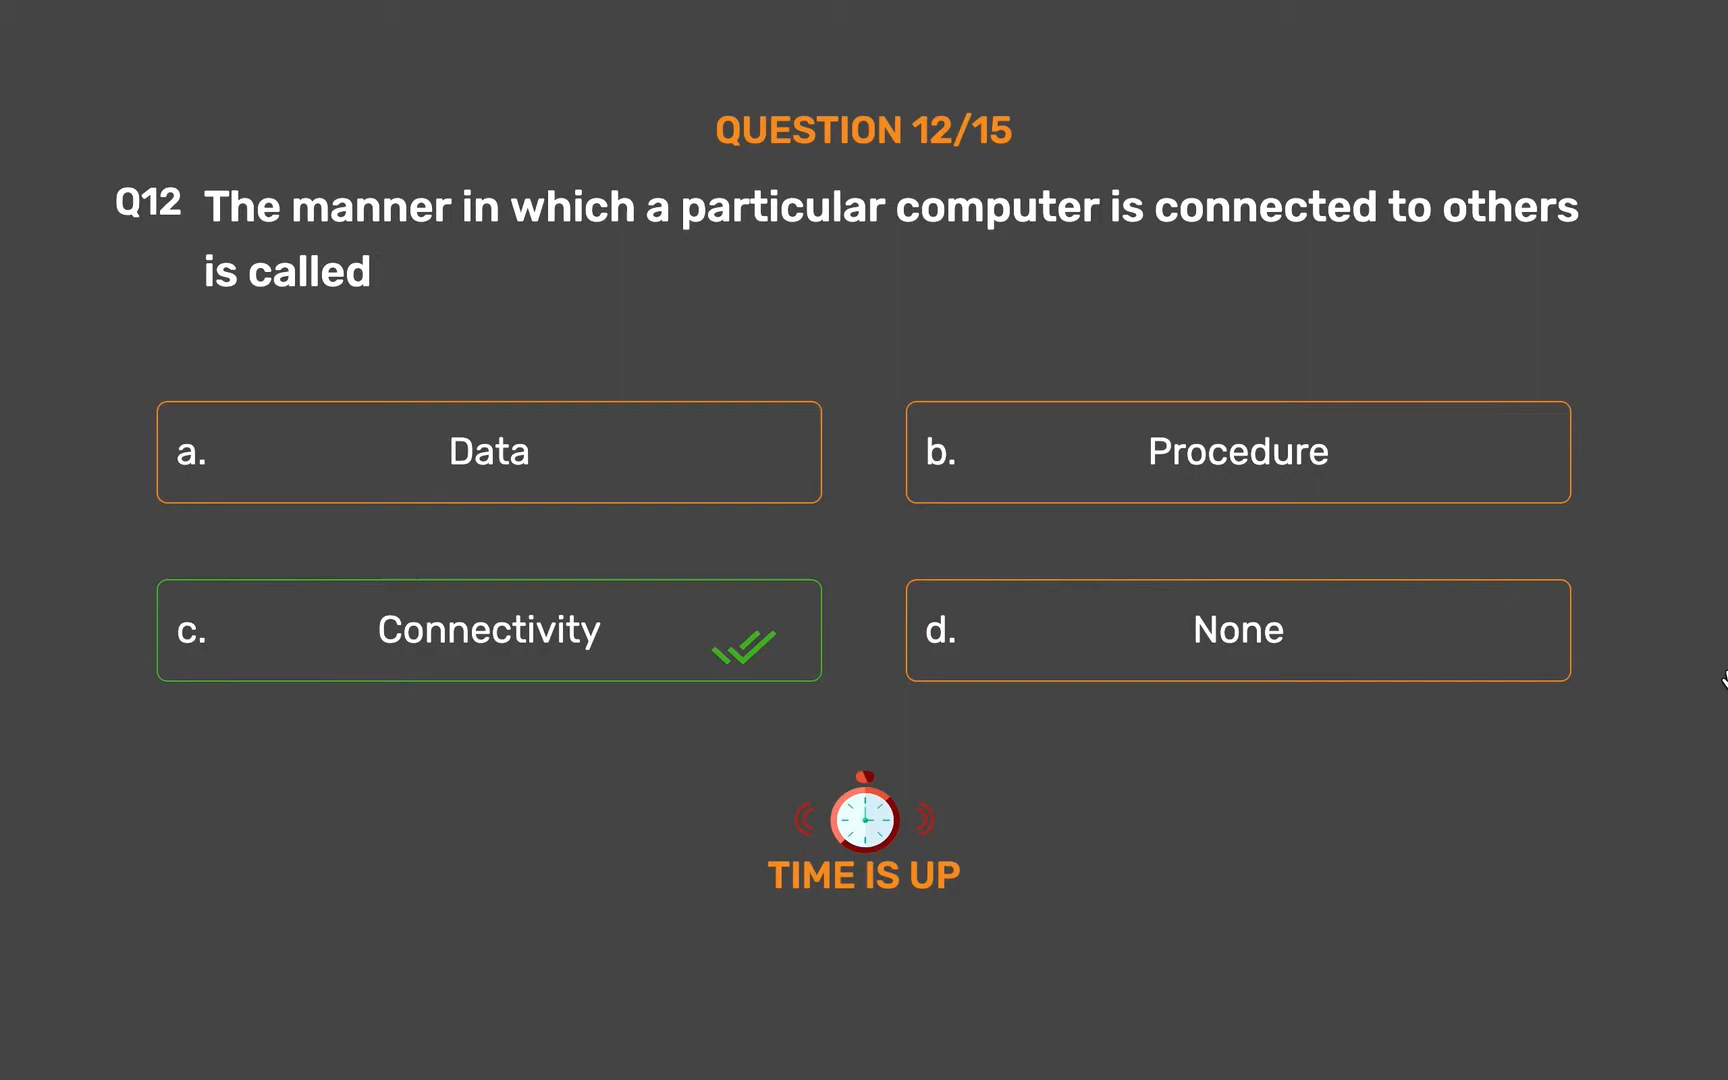 QUESTION 12/15
Q12 The manner in which a particular computer is connected to others
is called
a. Data
b. Procedure
c. Connectivity
d. None
TIME IS UP